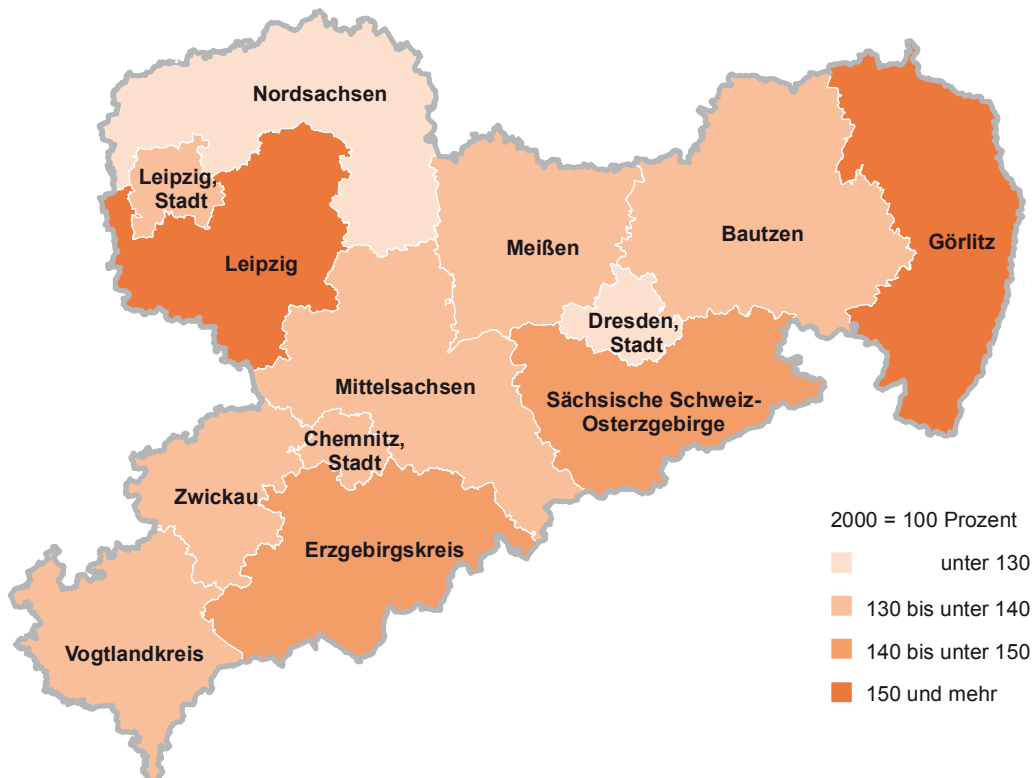 Nordsachsen
Leipzig,
Stadt
Leipzig
Meißen
Bautzen
Görlitz
Dresden,
Stadt
Mittelsachsen
Sächsische Schweiz-
Osterzgebirge
Chemnitz,
Stadt
Zwickau
Erzgebirgskreis
Vogtlandkreis
2000 = 100 Prozent
unter 130
130 bis unter 140
140 bis unter 150
150 und mehr